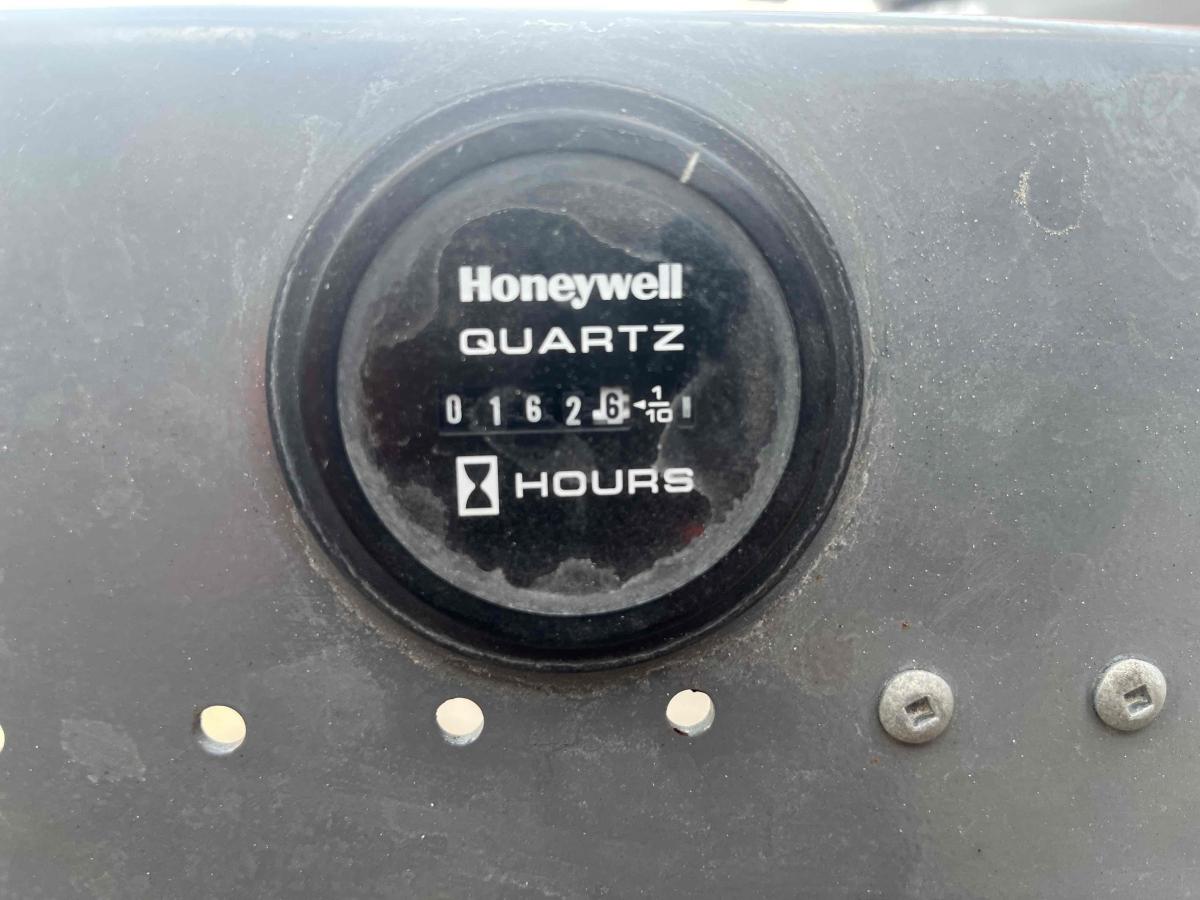 Honeywell
QUARTZ
01626 ◄1/10
HOURS